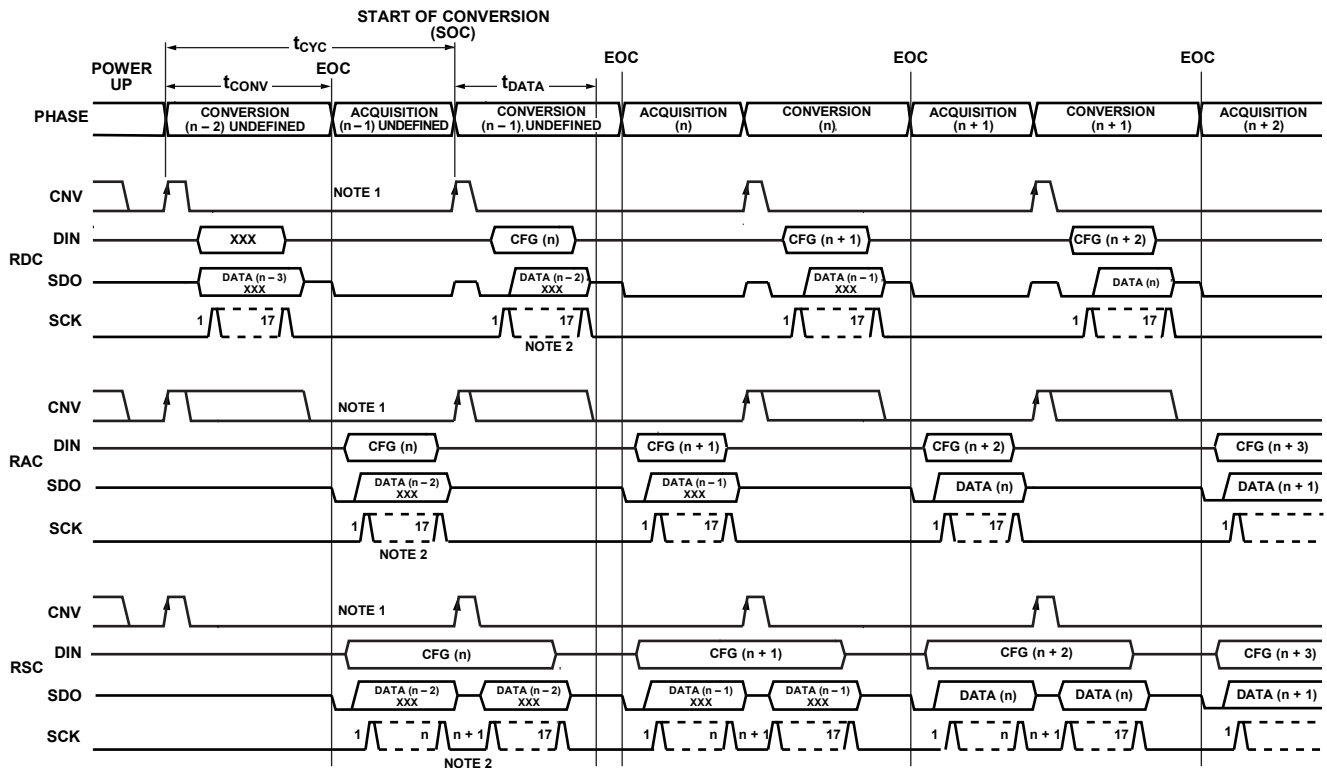 START OF CONVERSION
(SOC)
tCYC
POWER
UP
EOC
EOC
EOC
EOC
tCONV
tDATA
PHASE
CONVERSION
(n – 2) UNDEFINED
ACQUISITION
(n – 1) UNDEFINED
CONVERSION
(n – 1), UNDEFINED
ACQUISITION
(n)
CONVERSION
(n).
ACQUISITION
(n + 1)
CONVERSION
(n + 1)
ACQUISITION
(n + 2)
CNV
NOTE 1
RDC
DIN
XXX
CFG (n)
CFG (n + 1)
CFG (n + 2)
SDO
DATA (n – 3)
XXX
DATA (n – 2)
XXX
DATA (n – 1)
XXX
DATA (n)
SCK
1 17
1 17
1 17
1 17
NOTE 2
CNV
NOTE 1
RAC
DIN
CFG (n)
CFG (n + 1)
CFG (n + 2)
CFG (n + 3)
SDO
DATA (n – 2)
XXX
DATA (n – 1)
XXX
DATA (n)
DATA (n + 1)
SCK
1 17
1 17
1 17
1
NOTE 2
CNV
NOTE 1
RSC
DIN
CFG (n)
CFG (n + 1)
CFG (n + 2)
CFG (n + 3)
SDO
DATA (n – 2)
XXX
DATA (n – 2)
XXX
DATA (n – 1)
XXX
DATA (n – 1)
XXX
DATA (n)
DATA (n)
DATA (n + 1)
SCK
1 n n + 1 17
1 n n + 1 17
1 n n + 1 17
1
NOTE 2